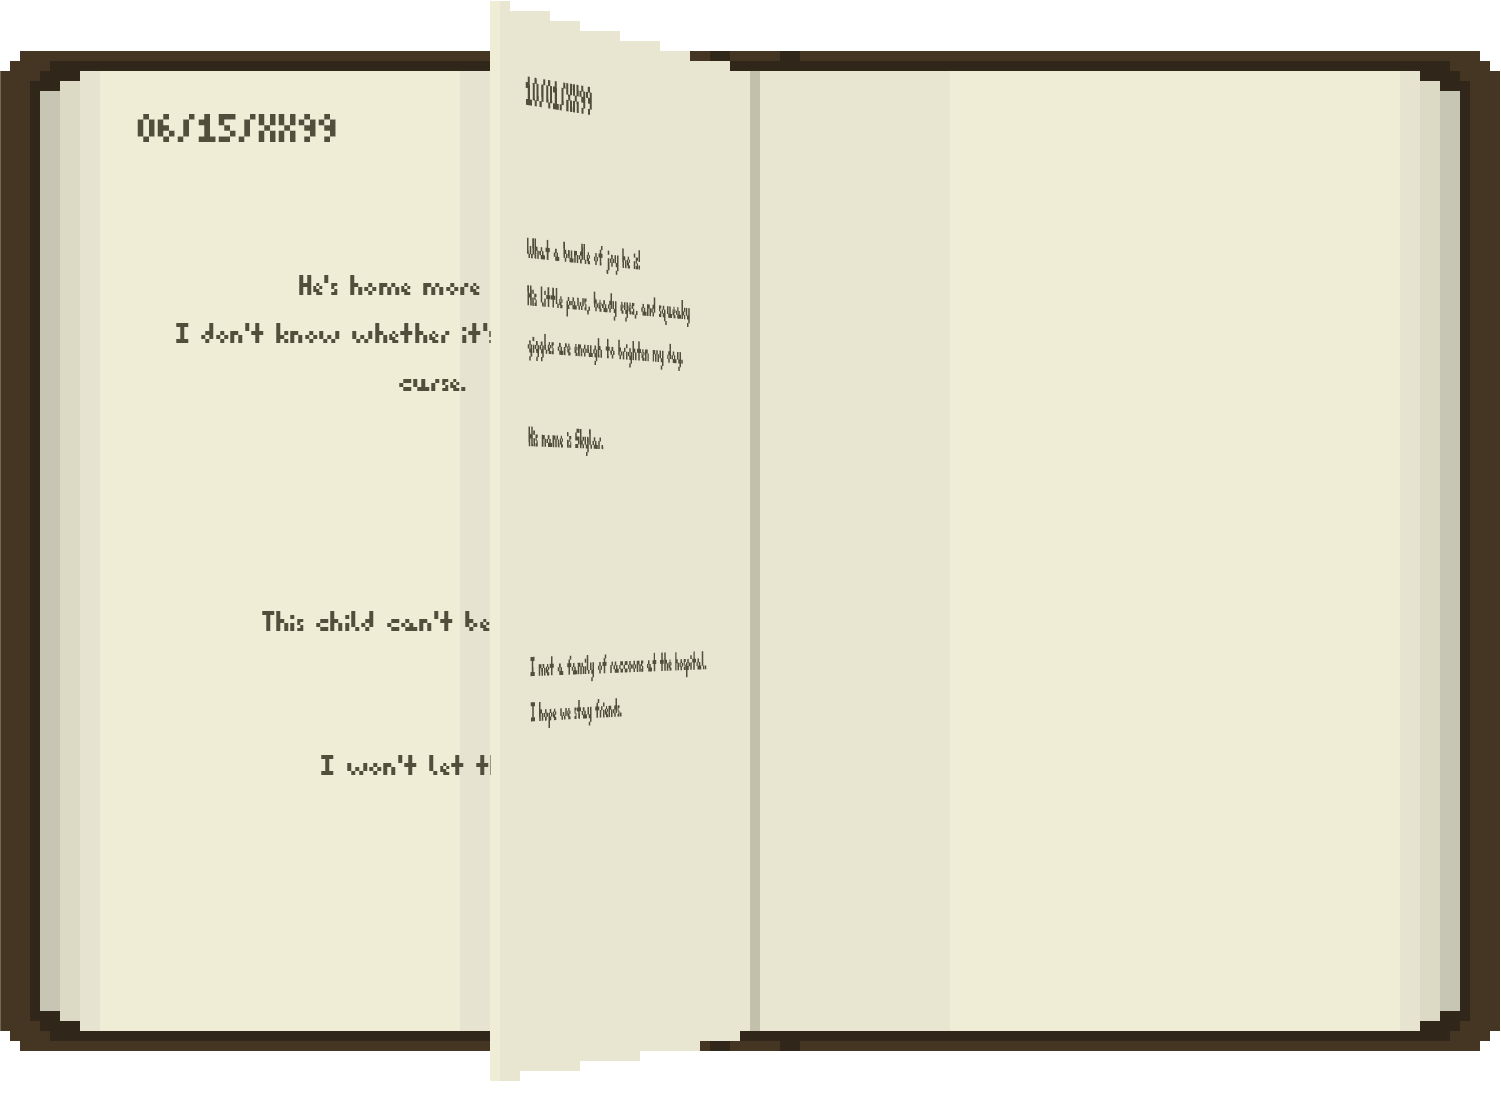 06/15/XX99
He's home more
I don't know whether it's
curse.
This child can't be
I won't let
10/01/XX99
What a bundle of joy he is!
His little paws, beady eyes, and squeaky
giggles are enough to brighten my day.
His name is Skylar.
I met a family of raccoons at the hospital.
I hope we stay friends.